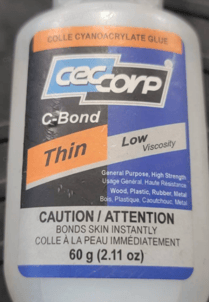 COLLE CYANOACRYLATE GLUE
ceccorp
C-Bond
Thin
Low
Viscosity
General Purpose, High Strength
Usage Général, Haute Résistance
Wood, Plastic, Rubber, Metal
Bois, Plastique, Caoutchouc, Metal
CAUTION / ATTENTION
BONDS SKIN INSTANTLY
COLLE À LA PEAU IMMÉDIATEMENT
60 g (2.11 oz)